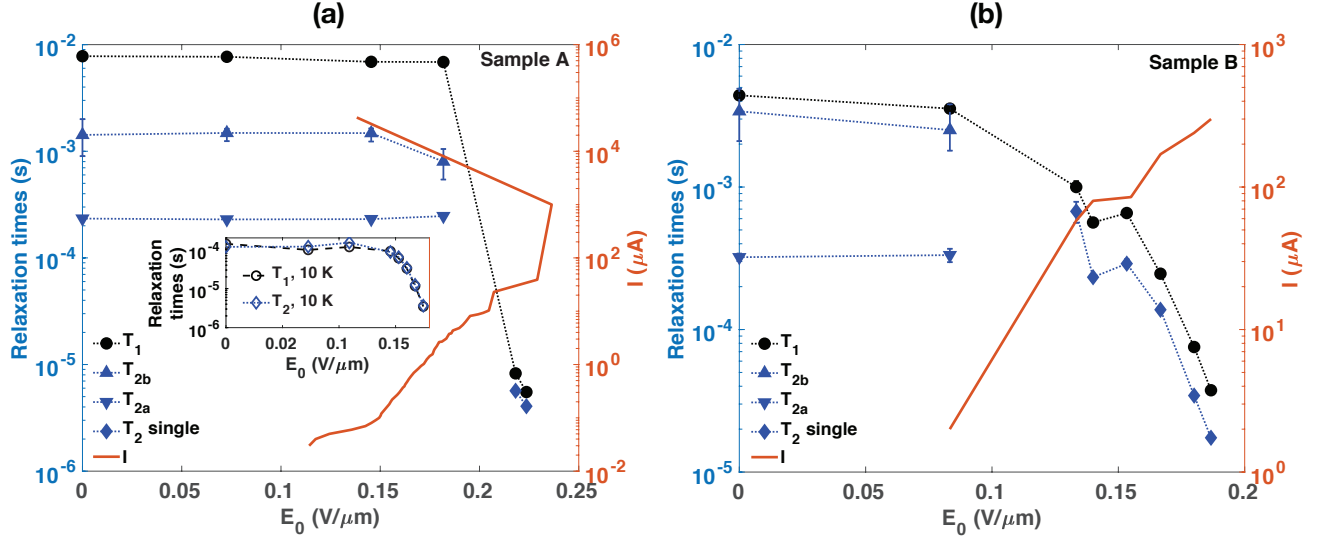 (a)
Sample A
Relaxation times (s)
10^-2
10^-3
10^-4
10^-5
10^-6
10^6
10^4
10^2
10^0
10^-2
I (μA)
0
0.05
0.1
0.15
0.2
0.25
E_0 (V/μm)
T_1
T_2b
T_2a
T_2 single
I
Relaxation
times (s)
10^-4
10^-5
10^-6
T_1, 10 K
T_2, 10 K
0
0.02
0.1
0.15
E_0 (V/μm)
(b)
Sample B
Relaxation times (s)
10^-2
10^-3
10^-4
10^-5
10^3
10^2
10^1
10^0
I (μA)
0
0.05
0.1
0.15
0.2
E_0 (V/μm)
T_1
T_2b
T_2a
T_2 single
I